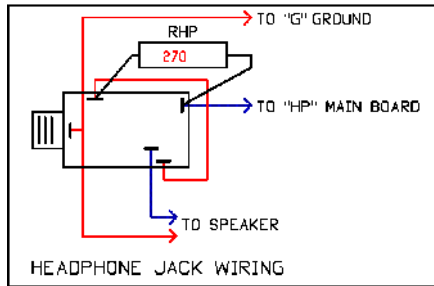 TO "G" GROUND
RHP
270
TO "HP" MAIN BOARD
TO SPEAKER
HEADPHONE JACK WIRING